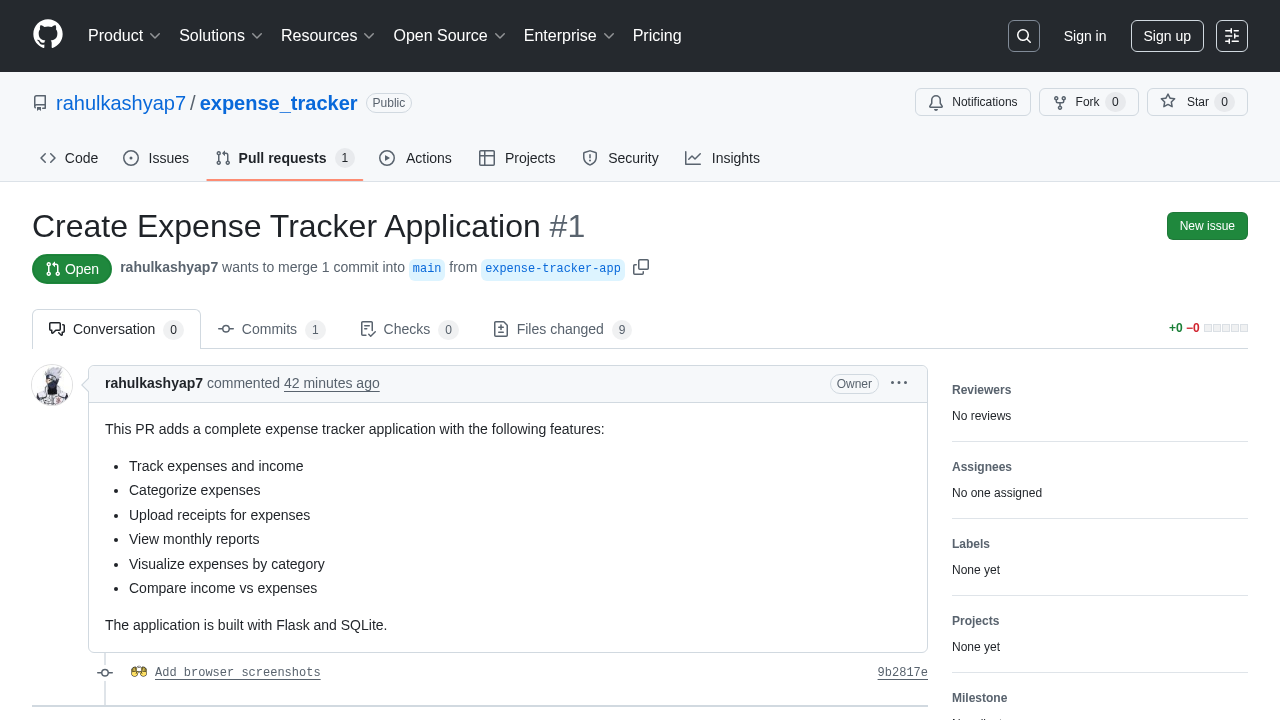 Product Solutions Resources Open Source Enterprise Pricing Sign in Sign up
rahulkashyap7 / expense_tracker Public Notifications Fork 0 Star 0
Code Issues Pull requests 1 Actions Projects Security Insights
Create Expense Tracker Application #1 New issue
Open rahulkashyap7 wants to merge 1 commit into main from expense-tracker-app
Conversation 0 Commits 1 Checks 0 Files changed 9 +0 −0
rahulkashyap7 commented 42 minutes ago Owner
This PR adds a complete expense tracker application with the following features:
Track expenses and income
Categorize expenses
Upload receipts for expenses
View monthly reports
Visualize expenses by category
Compare income vs expenses
The application is built with Flask and SQLite.
Add browser screenshots 9b2817e
Reviewers
No reviews
Assignees
No one assigned
Labels
None yet
Projects
None yet
Milestone